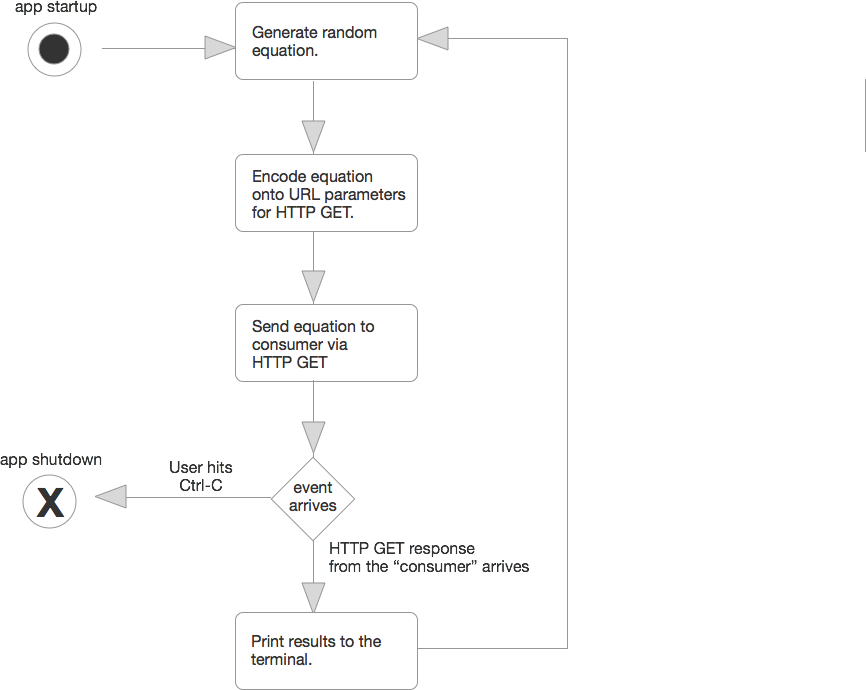 app startup
Generate random
equation.
Encode equation
onto URL parameters
for HTTP GET.
Send equation to
consumer via
HTTP GET
app shutdown
User hits
Ctrl-C
event
arrives
X
HTTP GET response
from the “consumer” arrives
Print results to the
terminal.